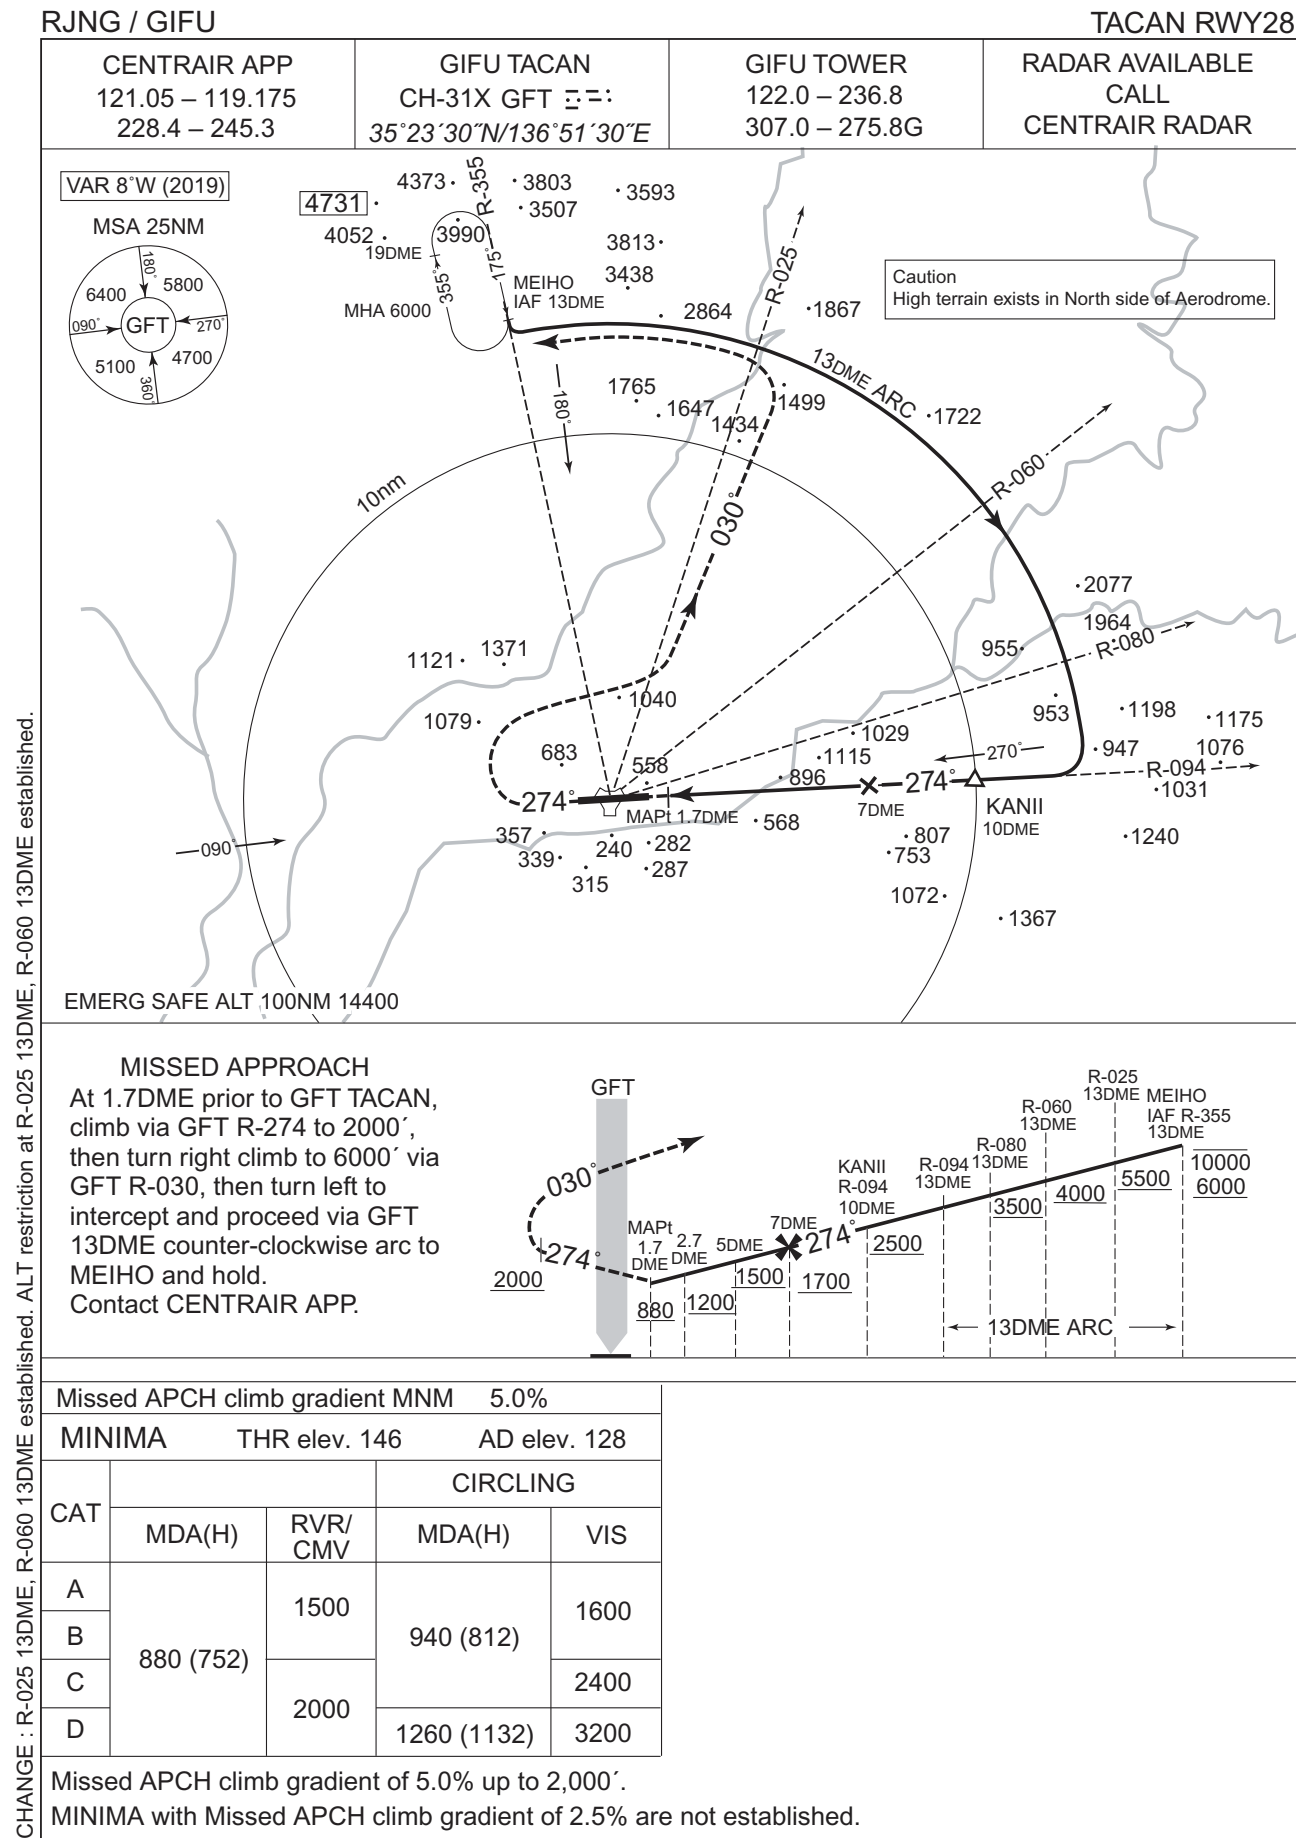 RJNG / GIFU
TACAN RWY28
CENTRAIR APP
121.05 – 119.175
228.4 – 245.3
GIFU TACAN
CH-31X GFT
35˚23´30˝N/136˚51´30˝E
GIFU TOWER
122.0 – 236.8
307.0 – 275.8G
RADAR AVAILABLE
CALL
CENTRAIR RADAR
VAR 8˚W (2019)
MSA 25NM
180˚
6400
5800
090˚
GFT
270˚
5100
4700
360˚
4731
4373
3803
3507
3593
R-355
4052
3990
19DME
3813
3438
355˚
175˚
MEIHO
IAF 13DME
MHA 6000
R-025
Caution
High terrain exists in North side of Aerodrome.
2864
1867
13DME ARC
180˚
1765
1647
1434
1499
1722
10nm
030˚
R-060
2077
1964
R-080
955
1121
1371
1079
1040
953
1198
1175
1029
1115
947
1076
683
558
896
270˚
R-094
1031
274˚
MAPt 1.7DME
568
7DME
274˚
KANII
10DME
357
339
240
315
282
287
807
753
1240
1072
1367
090˚
EMERG SAFE ALT 100NM 14400
MISSED APPROACH
At 1.7DME prior to GFT TACAN,
climb via GFT R-274 to 2000´,
then turn right climb to 6000´ via
GFT R-030, then turn left to
intercept and proceed via GFT
13DME counter-clockwise arc to
MEIHO and hold.
Contact CENTRAIR APP.
GFT
030˚
274˚
2000
MAPt
1.7
DME
880
2.7
DME
1200
5DME
1500
7DME
1700
274˚
KANII
R-094
10DME
2500
R-094
13DME
R-080
13DME
3500
R-060
13DME
4000
R-025
13DME
5500
MEIHO
IAF R-355
13DME
10000
6000
13DME ARC
Missed APCH climb gradient MNM 5.0%
MINIMA THR elev. 146 AD elev. 128
CAT
CIRCLING
MDA(H)
RVR/
CMV
MDA(H)
VIS
A
B
C
D
880 (752)
1500
2000
940 (812)
1260 (1132)
1600
2400
3200
Missed APCH climb gradient of 5.0% up to 2,000´.
MINIMA with Missed APCH climb gradient of 2.5% are not established.
CHANGE : R-025 13DME, R-060 13DME established. ALT restriction at R-025 13DME, R-060 13DME established.